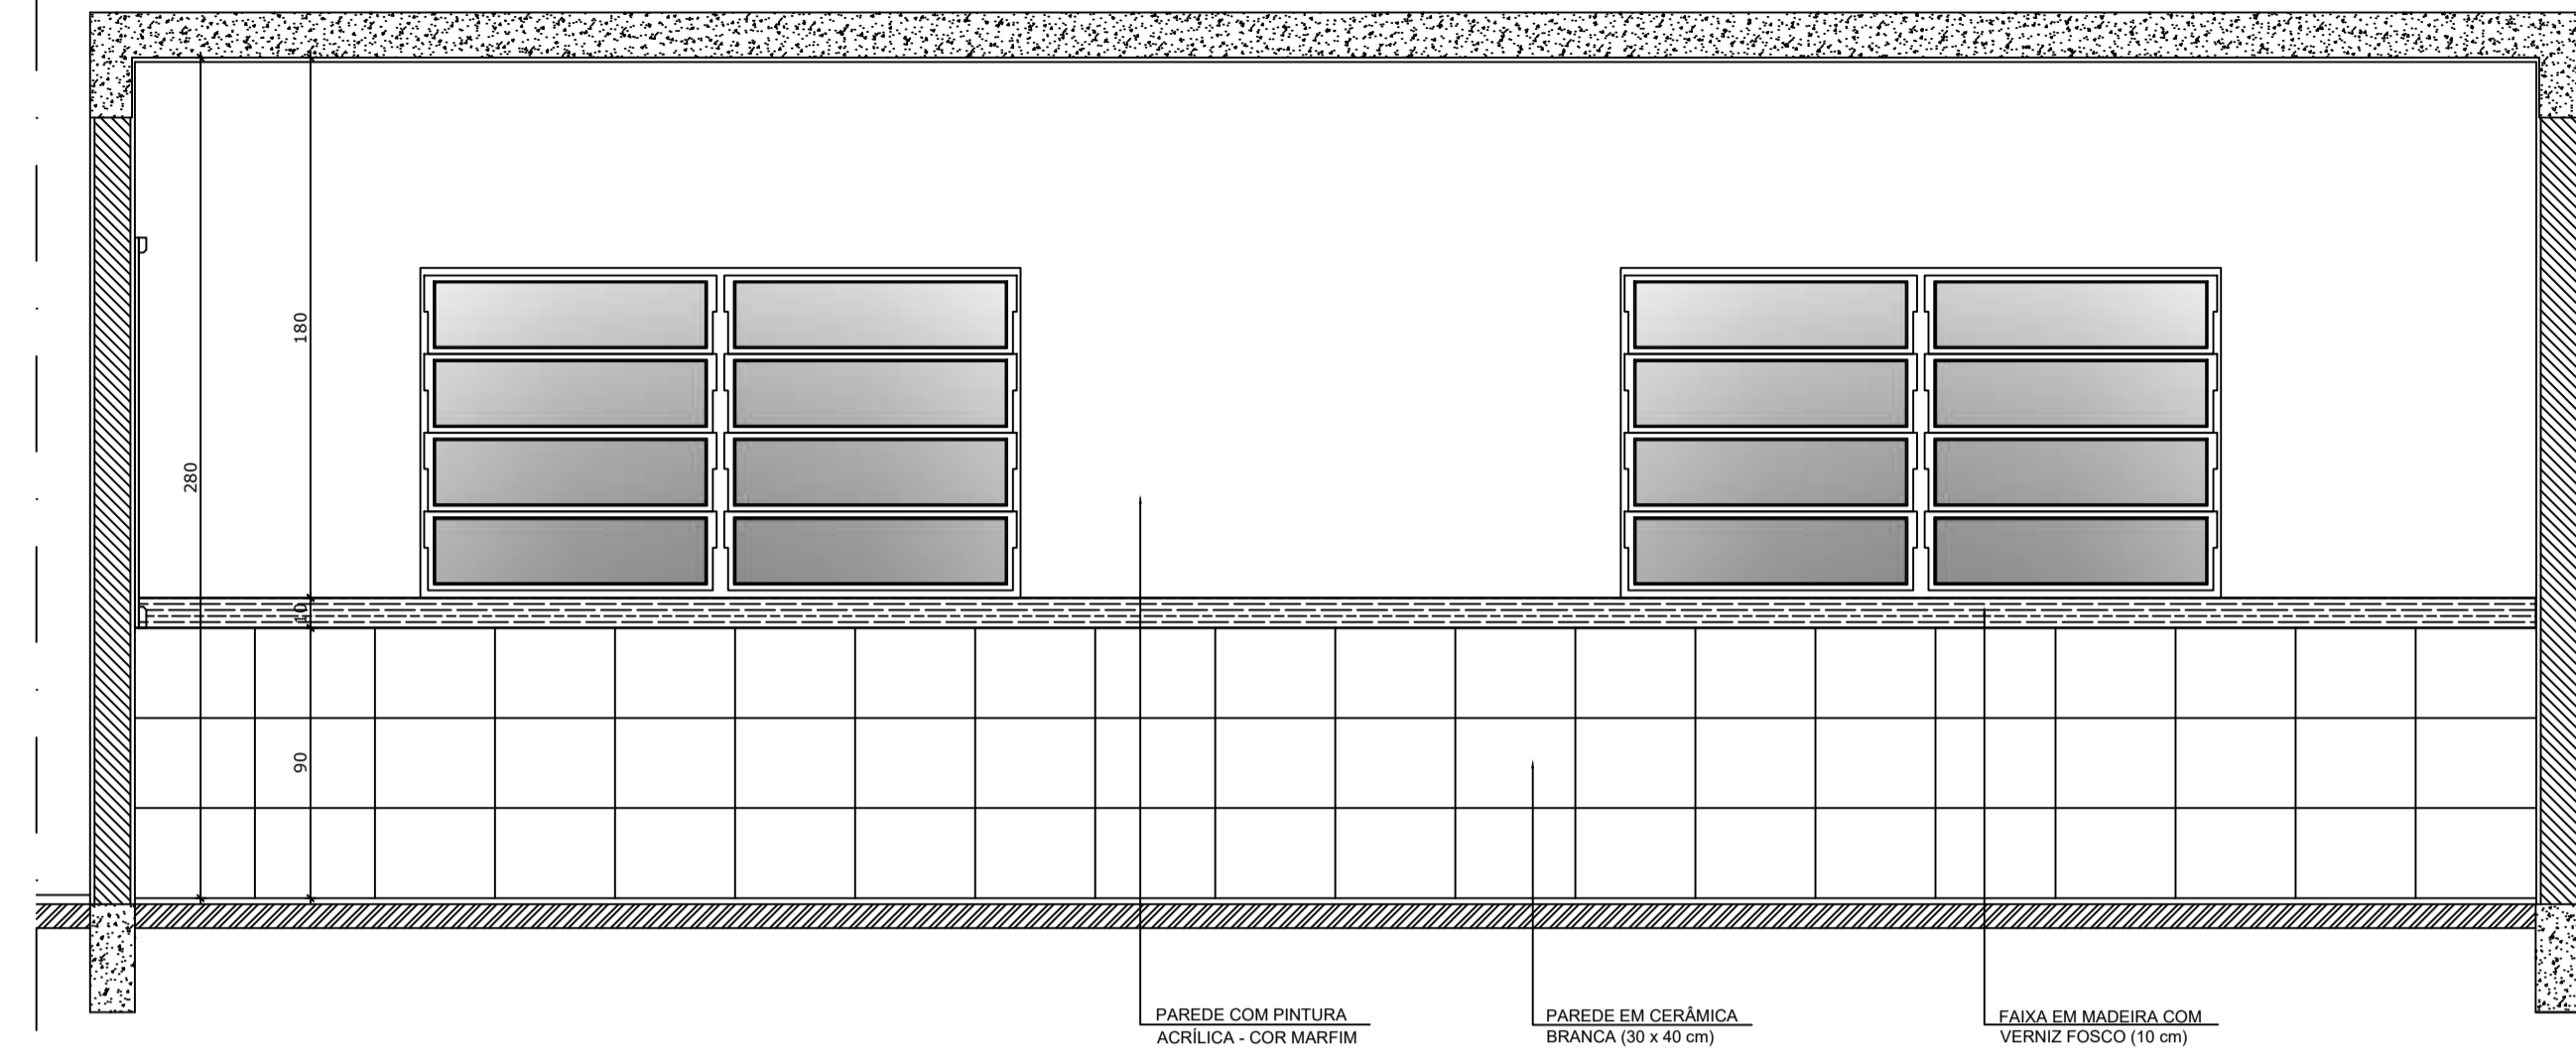 180
280
10
90
PAREDE COM PINTURA
ACRÍLICA - COR MARFIM
PAREDE EM CERÂMICA
BRANCA (30 x 40 cm)
FAIXA EM MADEIRA COM
VERNIZ FOSCO (10 cm)